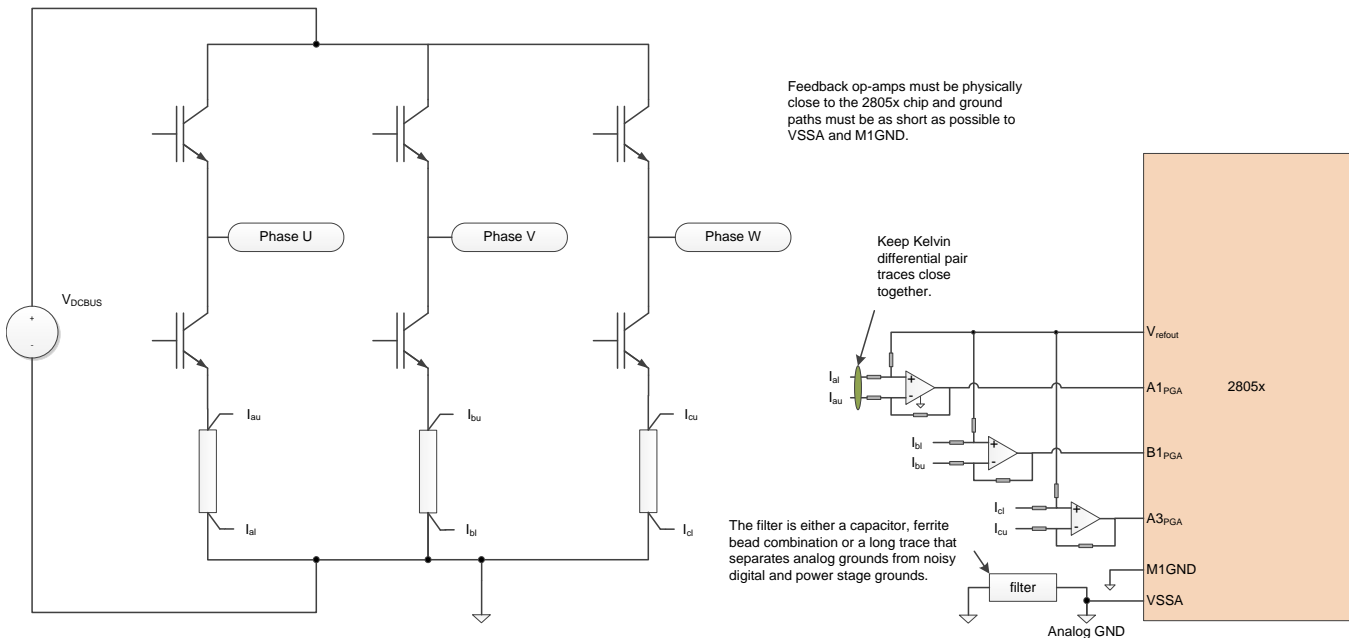 Feedback op-amps must be physically
close to the 2805x chip and ground
paths must be as short as possible to
VSSA and M1GND.
Phase U
Phase V
Phase W
Keep Kelvin
differential pair
traces close
together.
VDCBUS
+
-
Vrefout
Ial
+
Iau
-
A1PGA
2805x
Iau
Ibu
Icu
Ibl
+
Ibu
-
B1PGA
Icl
+
Icu
-
A3PGA
Ial
Ibl
Icl
The filter is either a capacitor, ferrite
bead combination or a long trace that
separates analog grounds from noisy
digital and power stage grounds.
M1GND
filter
VSSA
Analog GND